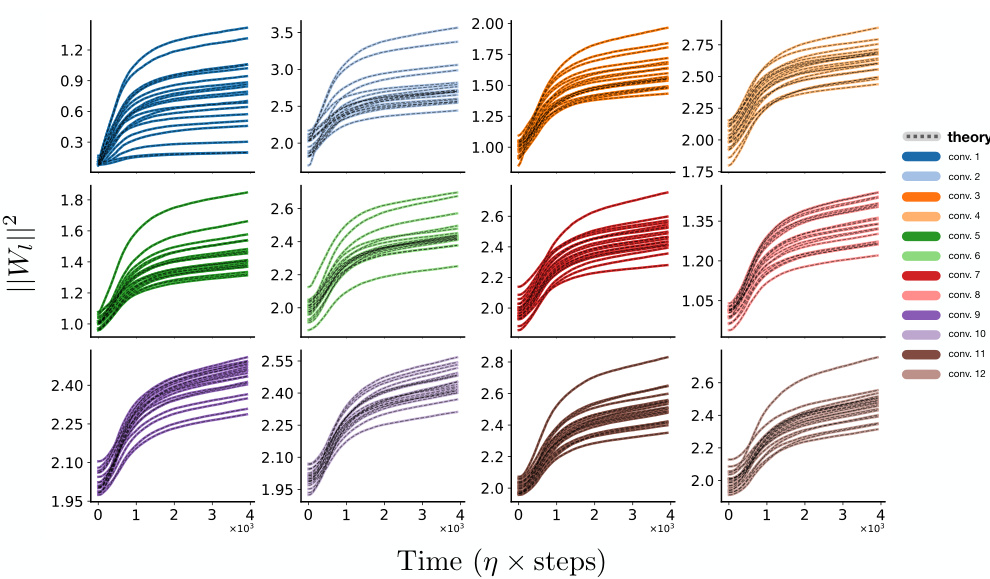 ||W_l||^2
1.2
0.9
0.6
0.3
3.5
3.0
2.5
2.0
2.00
1.75
1.50
1.25
1.00
2.75
2.50
2.25
2.00
1.75
1.8
1.6
1.4
1.2
1.0
2.6
2.4
2.2
2.0
2.6
2.4
2.2
2.0
1.35
1.20
1.05
2.40
2.25
2.10
1.95
2.55
2.40
2.25
2.10
1.95
2.8
2.6
2.4
2.2
2.0
2.6
2.4
2.2
2.0
0 1 2 3 4
×10³
0 1 2 3 4
×10³
0 1 2 3 4
×10³
0 1 2 3 4
×10³
Time (η × steps)
theory
conv. 1
conv. 2
conv. 3
conv. 4
conv. 5
conv. 6
conv. 7
conv. 8
conv. 9
conv. 10
conv. 11
conv. 12